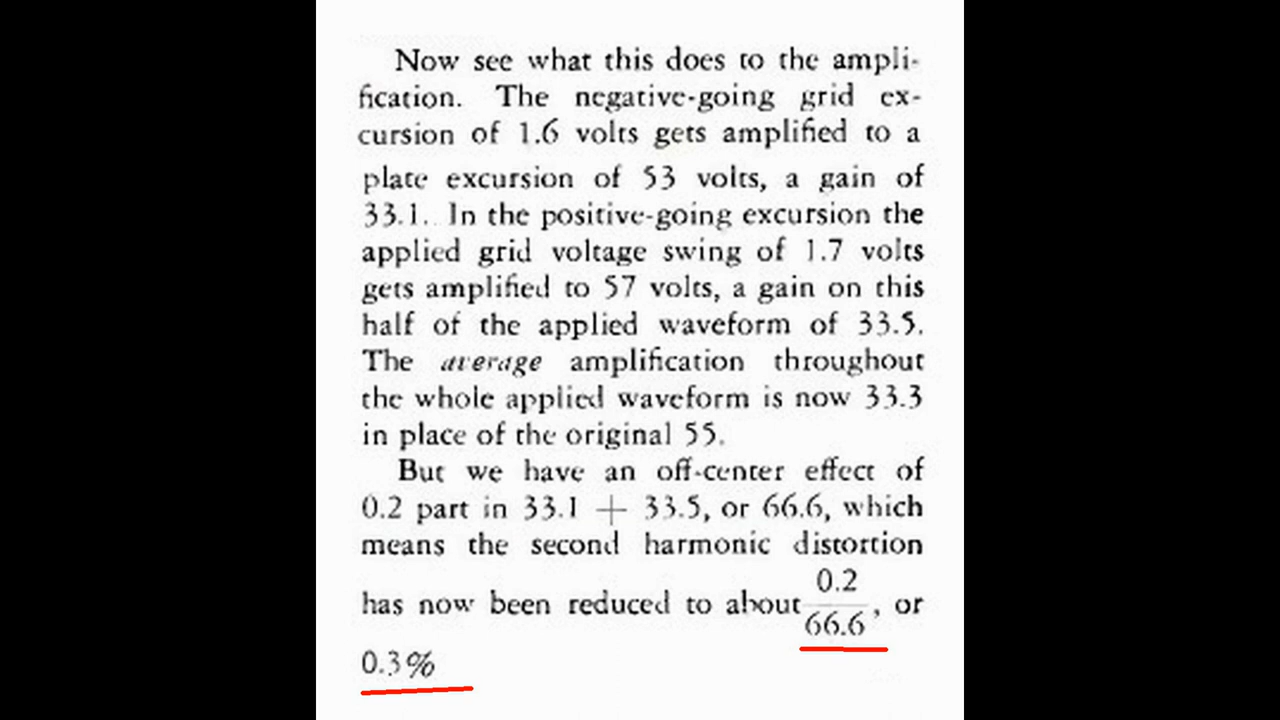 Now see what this does to the ampli-
fication. The negative-going grid ex-
cursion of 1.6 volts gets amplified to a
plate excursion of 53 volts, a gain of
33.1. In the positive-going excursion the
applied grid voltage swing of 1.7 volts
gets amplified to 57 volts, a gain on this
half of the applied waveform of 33.5.
The average amplification throughout
the whole applied waveform is now 33.3
in place of the original 55.
But we have an off-center effect of
0.2 part in 33.1 + 33.5, or 66.6, which
means the second harmonic distortion
has now been reduced to about 0.2/66.6, or
0.3%